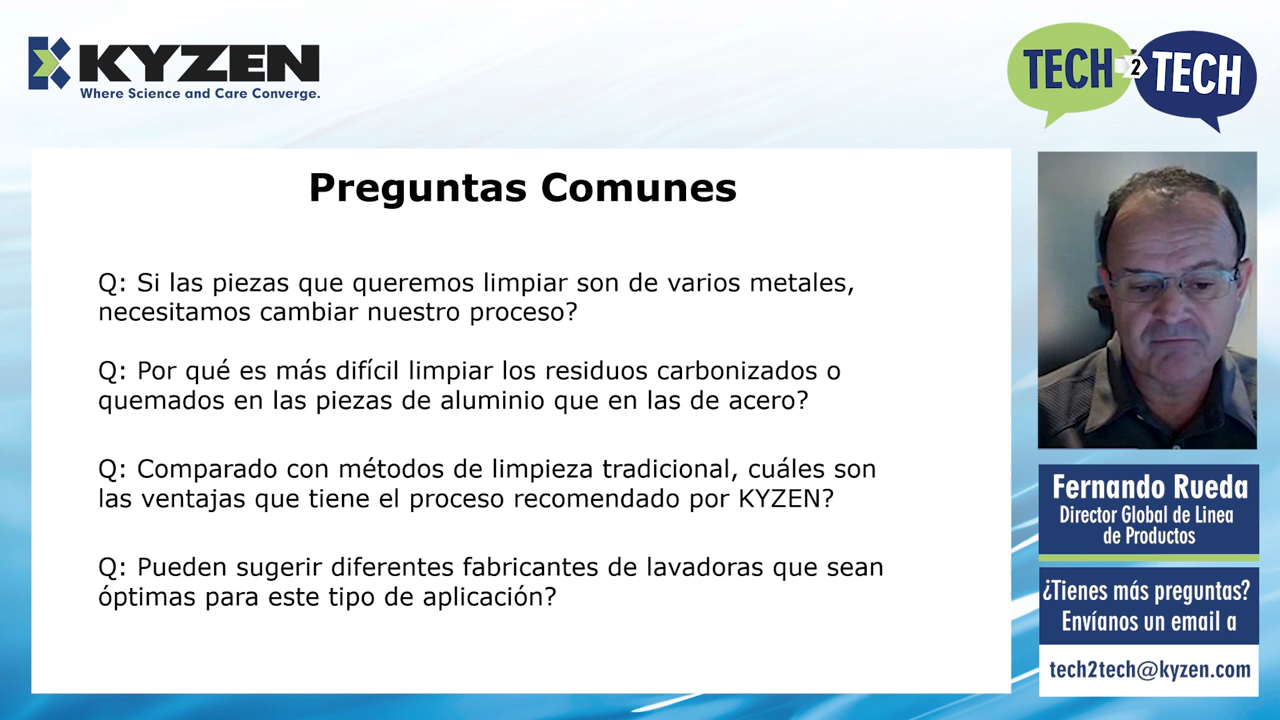 KYZEN
Where Science and Care Converge.
TECH 2 TECH
Preguntas Comunes
Q: Si las piezas que queremos limpiar son de varios metales,
necesitamos cambiar nuestro proceso?
Q: Por qué es más difícil limpiar los residuos carbonizados o
quemados en las piezas de aluminio que en las de acero?
Q: Comparado con métodos de limpieza tradicional, cuáles son
las ventajas que tiene el proceso recomendado por KYZEN?
Q: Pueden sugerir diferentes fabricantes de lavadoras que sean
óptimas para este tipo de aplicación?
Fernando Rueda
Director Global de Linea
de Productos
¿Tienes más preguntas?
Envíanos un email a
tech2tech@kyzen.com